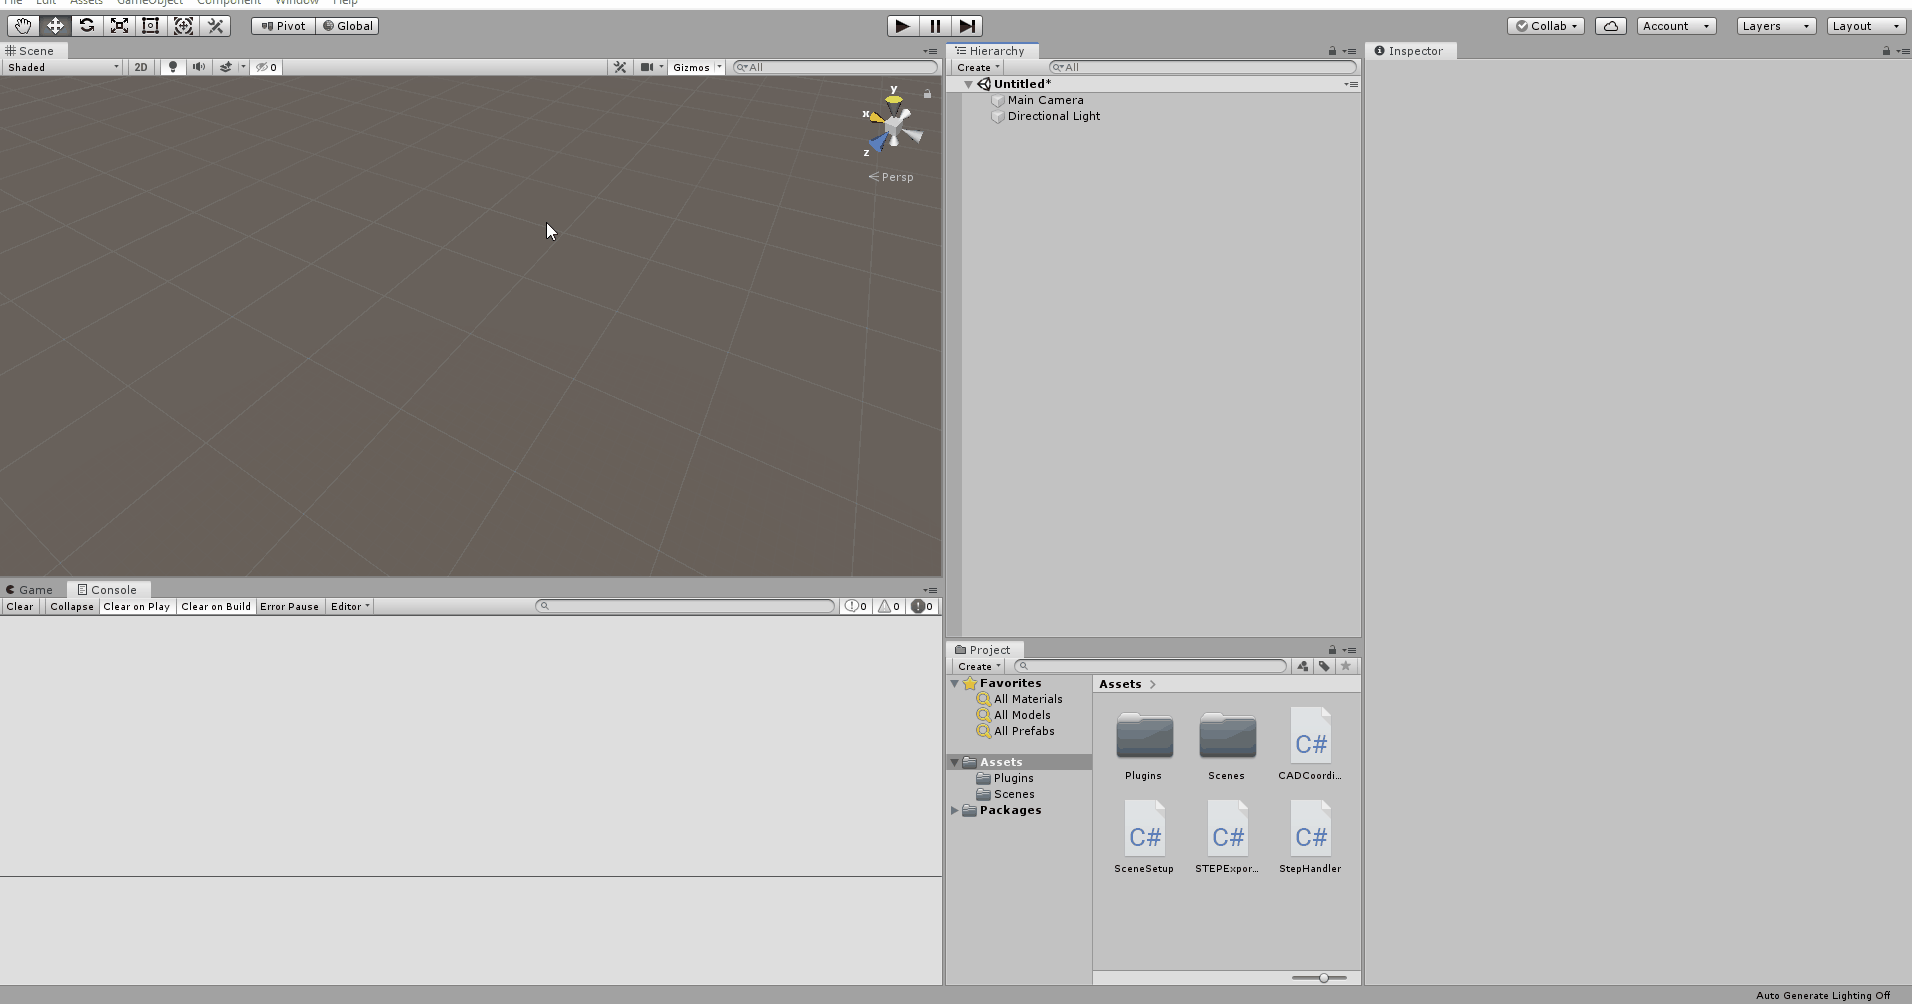 File Edit Assets GameObject Component Window Help
Pivot Global Collab Account Layers Layout
Scene
Shaded 2D 0 Gizmos All
y
x
z
Persp
Hierarchy
Create All
Untitled*
Main Camera
Directional Light
Inspector
Game Console
Clear Collapse Clear on Play Clear on Build Error Pause Editor 0 0 0
Project
Create
Favorites
All Materials
All Models
All Prefabs
Assets
Plugins
Scenes
Packages
Assets
C#
Plugins Scenes CADCoordi...
C# C# C#
SceneSetup STEPExpor... StepHandler
Auto Generate Lighting Off